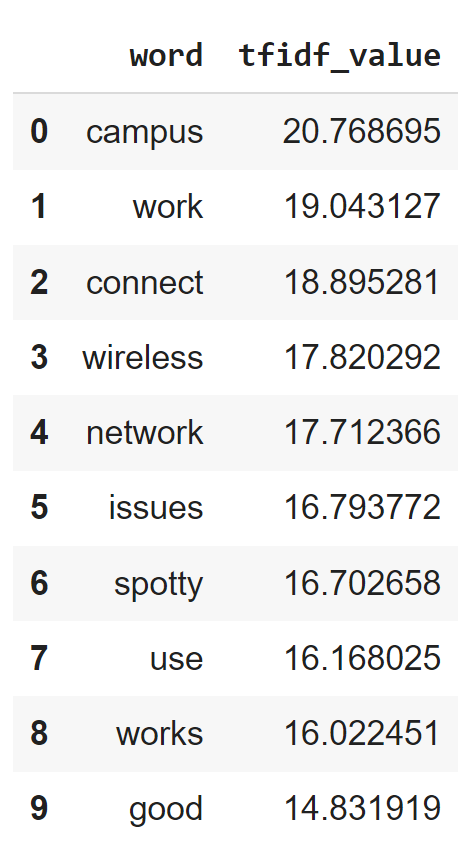 word tfidf_value
0 campus 20.768695
1 work 19.043127
2 connect 18.895281
3 wireless 17.820292
4 network 17.712366
5 issues 16.793772
6 spotty 16.702658
7 use 16.168025
8 works 16.022451
9 good 14.831919